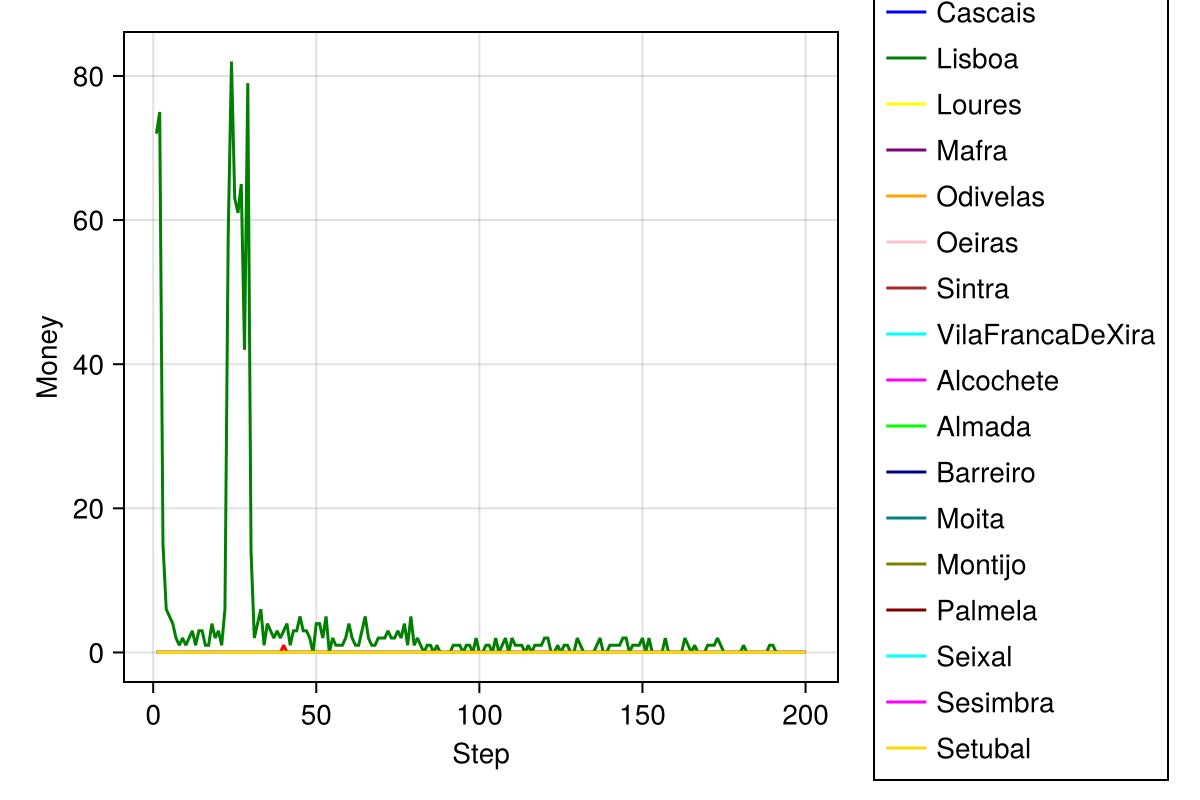 80
60
40
20
0
Money
0 50 100 150 200
Step
Cascais
Lisboa
Loures
Mafra
Odivelas
Oeiras
Sintra
VilaFrancaDeXira
Alcochete
Almada
Barreiro
Moita
Montijo
Palmela
Seixal
Sesimbra
Setubal